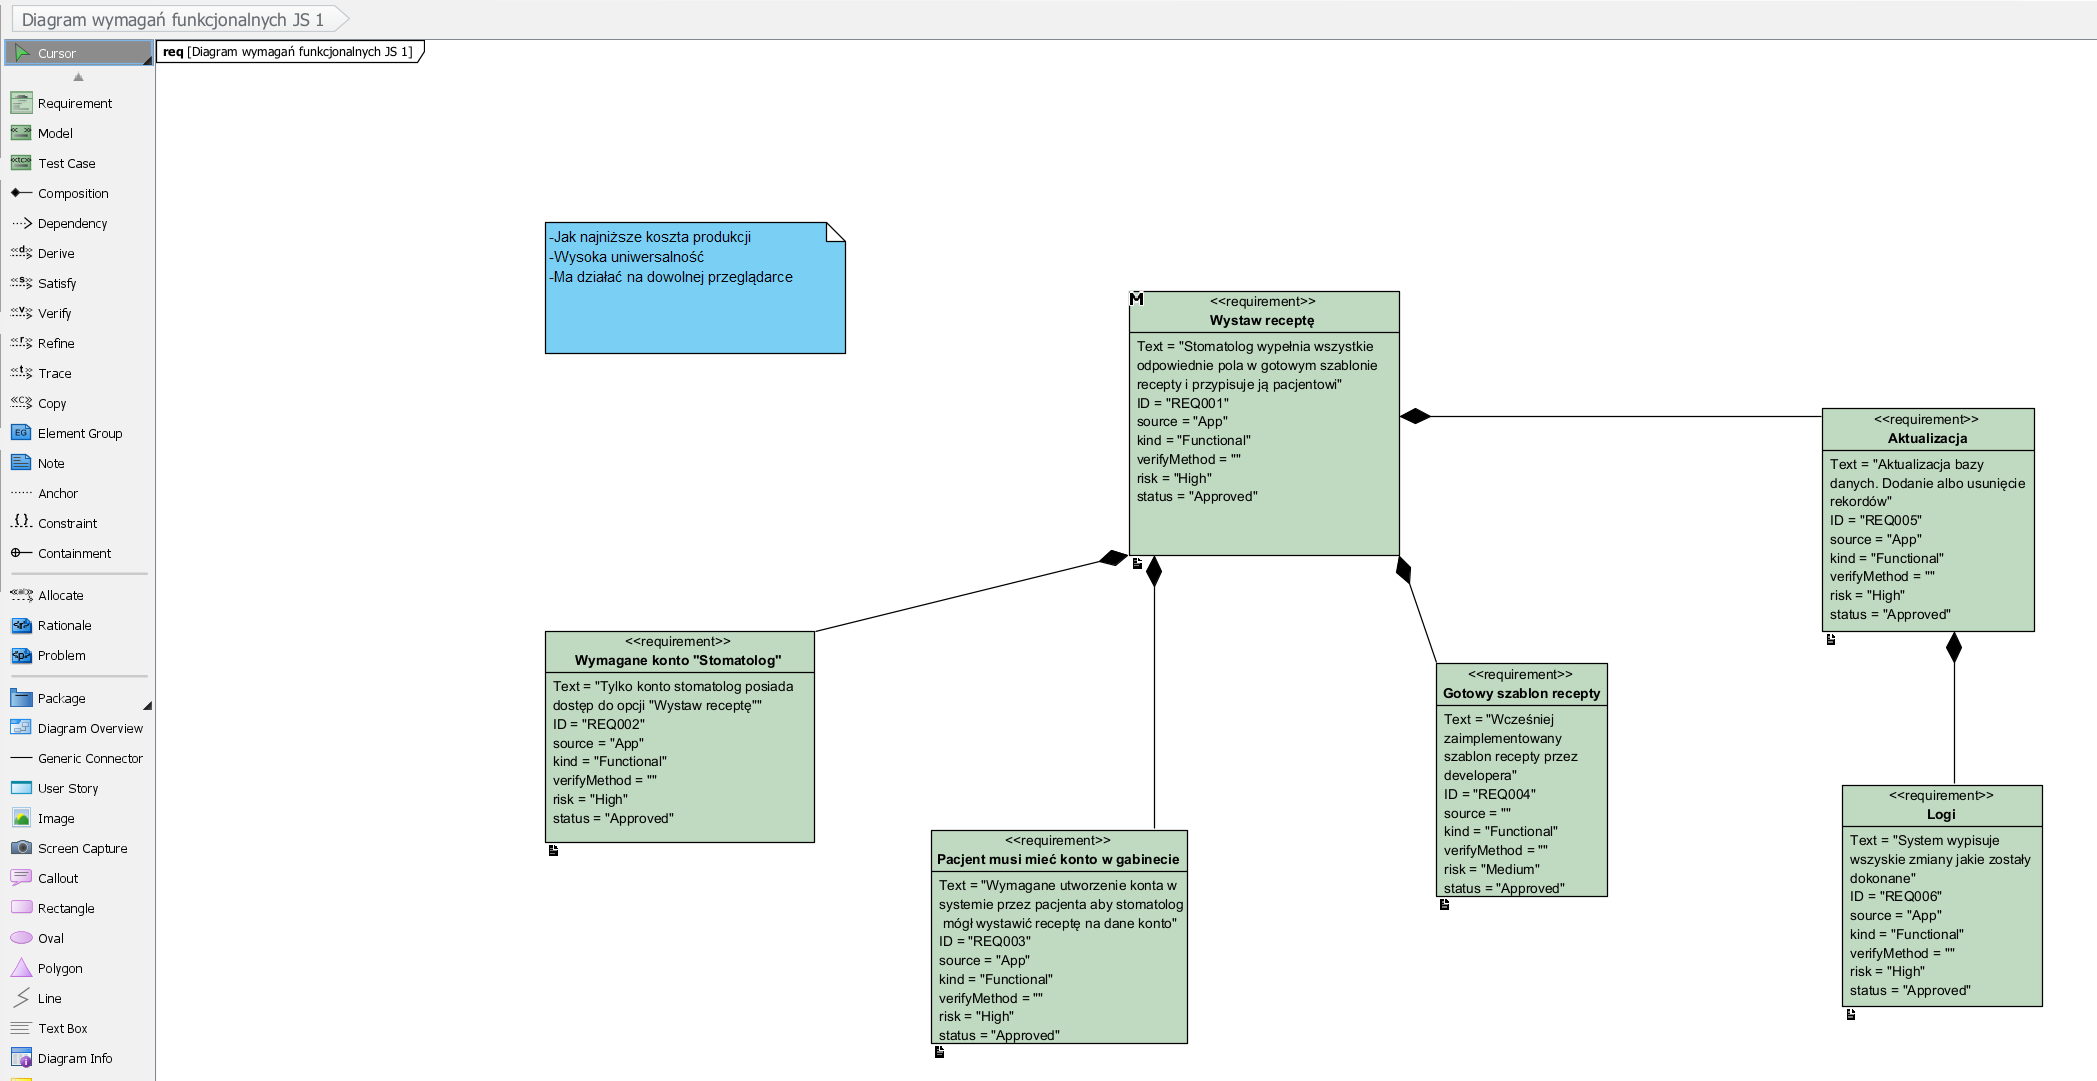 Diagram wymagań funkcjonalnych JS 1
Cursor
Requirement
Model
Test Case
Composition
Dependency
Derive
Satisfy
Verify
Refine
Trace
Copy
Element Group
Note
Anchor
Constraint
Containment
Allocate
Rationale
Problem
Package
Diagram Overview
Generic Connector
User Story
Image
Screen Capture
Callout
Rectangle
Oval
Polygon
Line
Text Box
Diagram Info
req [Diagram wymagań funkcjonalnych JS 1]
-Jak najniższe koszta produkcji
-Wysoka uniwersalność
-Ma działać na dowolnej przeglądarce
<<requirement>>
Wystaw receptę
Text = "Stomatolog wypełnia wszystkie
odpowiednie pola w gotowym szablonie
recepty i przypisuje ją pacjentowi"
ID = "REQ001"
source = "App"
kind = "Functional"
verifyMethod = ""
risk = "High"
status = "Approved"
<<requirement>>
Aktualizacja
Text = "Aktualizacja bazy
danych. Dodanie albo usunięcie
rekordów"
ID = "REQ005"
source = "App"
kind = "Functional"
verifyMethod = ""
risk = "High"
status = "Approved"
<<requirement>>
Wymagane konto "Stomatolog"
Text = "Tylko konto stomatolog posiada
dostęp do opcji "Wystaw receptę""
ID = "REQ002"
source = "App"
kind = "Functional"
verifyMethod = ""
risk = "High"
status = "Approved"
<<requirement>>
Gotowy szablon recepty
Text = "Wcześniej
zaimplementowany
szablon recepty przez
developera"
ID = "REQ004"
source = ""
kind = "Functional"
verifyMethod = ""
risk = "Medium"
status = "Approved"
<<requirement>>
Pacjent musi mieć konto w gabinecie
Text = "Wymagane utworzenie konta w
systemie przez pacjenta aby stomatolog
mógł wystawić receptę na dane konto"
ID = "REQ003"
source = "App"
kind = "Functional"
verifyMethod = ""
risk = "High"
status = "Approved"
<<requirement>>
Logi
Text = "System wypisuje
wszyskie zmiany jakie zostały
dokonane"
ID = "REQ006"
source = "App"
kind = "Functional"
verifyMethod = ""
risk = "High"
status = "Approved"